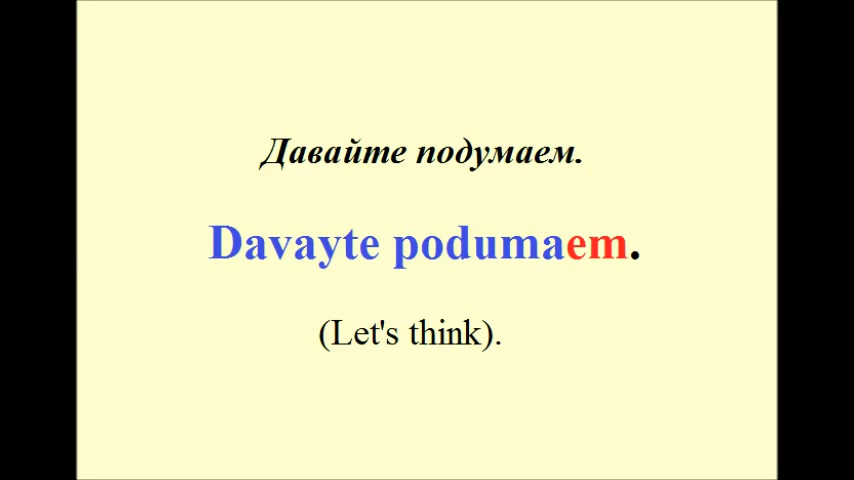 Давайте подумаем.
Davayte podumaem.
(Let's think).